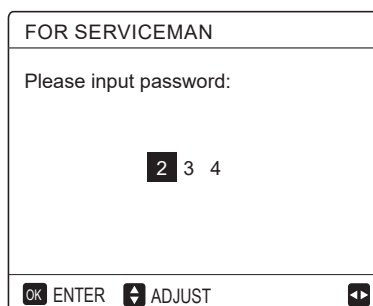 FOR SERVICEMAN
Please input password:
2 3 4
OK ENTER ADJUST